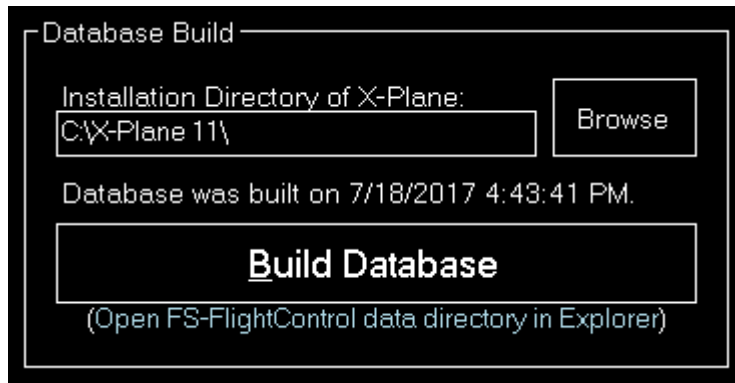 Database Build
Installation Directory of X-Plane:
C:\X-Plane 11\
Browse
Database was built on 7/18/2017 4:43:41 PM.
Build Database
(Open FS-FlightControl data directory in Explorer)